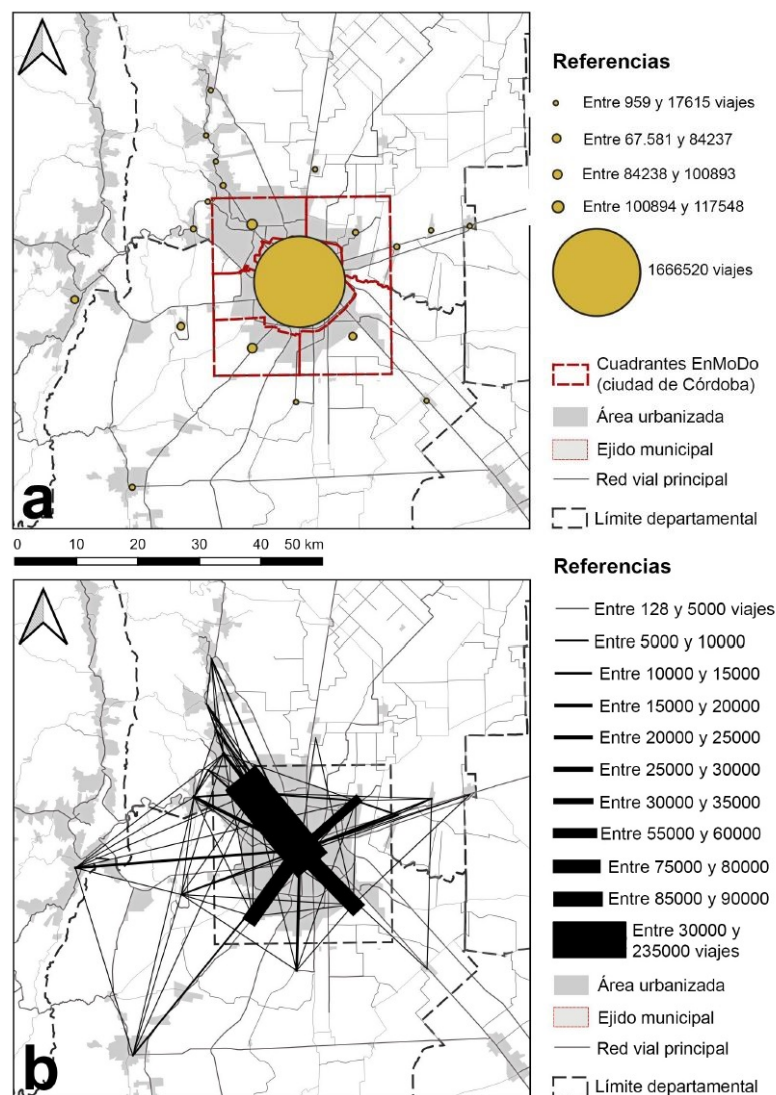 Referencias
Entre 959 y 17615 viajes
Entre 67.581 y 84237
Entre 84238 y 100893
Entre 100894 y 117548
1666520 viajes
Cuadrantes EnMoDo
(ciudad de Córdoba)
Área urbanizada
Ejido municipal
Red vial principal
Límite departamental
a
0 10 20 30 40 50 km
Referencias
Entre 128 y 5000 viajes
Entre 5000 y 10000
Entre 10000 y 15000
Entre 15000 y 20000
Entre 20000 y 25000
Entre 25000 y 30000
Entre 30000 y 35000
Entre 55000 y 60000
Entre 75000 y 80000
Entre 85000 y 90000
Entre 30000 y
235000 viajes
Área urbanizada
Ejido municipal
Red vial principal
Límite departamental
b